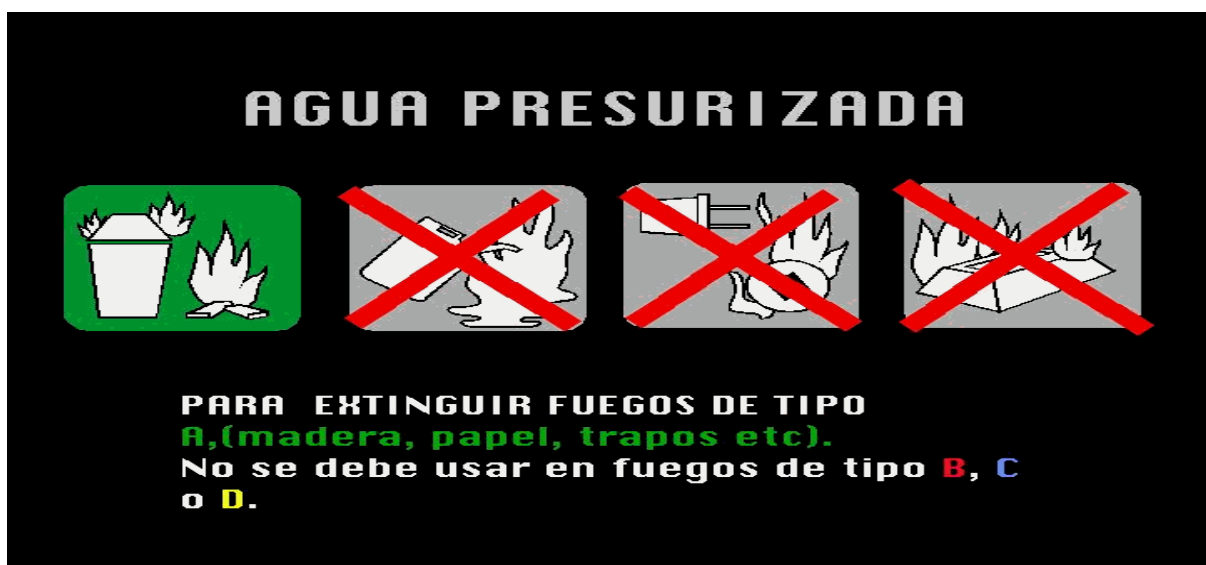 AGUA PRESURIZADA
PARA EXTINGUIR FUEGOS DE TIPO
A,(madera, papel, trapos etc).
No se debe usar en fuegos de tipo B, C
o D.